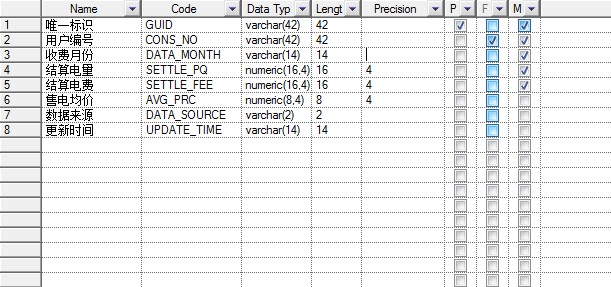 Name Code Data Typ Lengt Precision P F M
1 唯一标识 GUID varchar(42) 42
2 用户编号 CONS_NO varchar(42) 42
3 收费月份 DATA_MONTH varchar(14) 14
4 结算电量 SETTLE_PQ numeric(16,4) 16 4
5 结算电费 SETTLE_FEE numeric(16,4) 16 4
6 售电均价 AVG_PRC numeric(8,4) 8 4
7 数据来源 DATA_SOURCE varchar(2) 2
8 更新时间 UPDATE_TIME varchar(14) 14